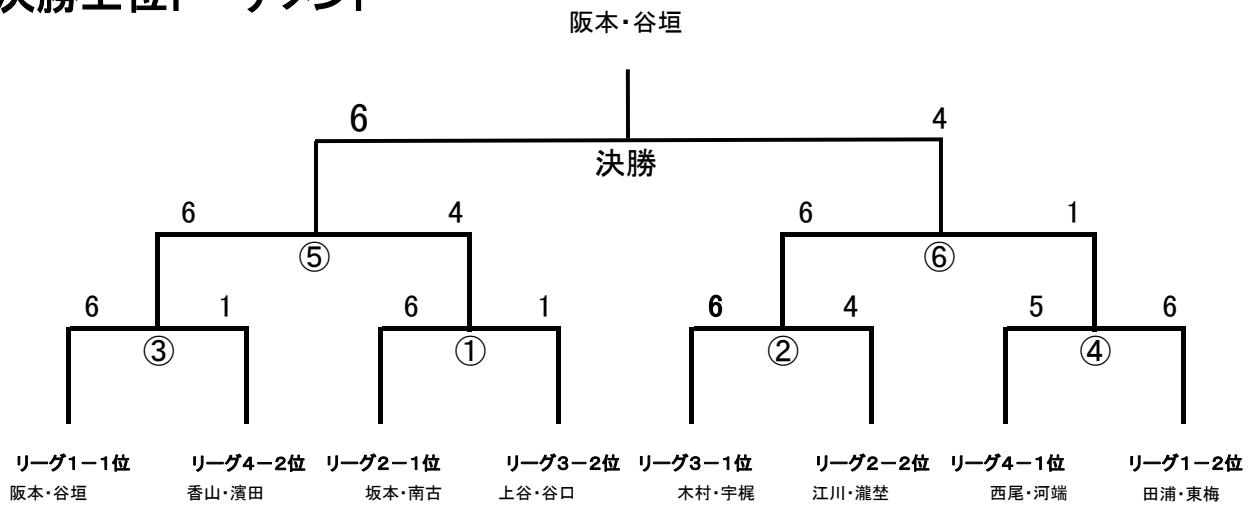 決勝上位トーナメント
阪本・谷垣
6 4
決勝
6 4 6 1
⑤ ⑥
6 1 6 1 6 4 5 6
③ ① ② ④
リーグ1－1位 リーグ4－2位 リーグ2－1位 リーグ3－2位 リーグ3－1位 リーグ2－2位 リーグ4－1位 リーグ1－2位
阪本・谷垣 香山・濱田 坂本・南古 上谷・谷口 木村・宇梶 江川・瀧埜 西尾・河端 田浦・東梅